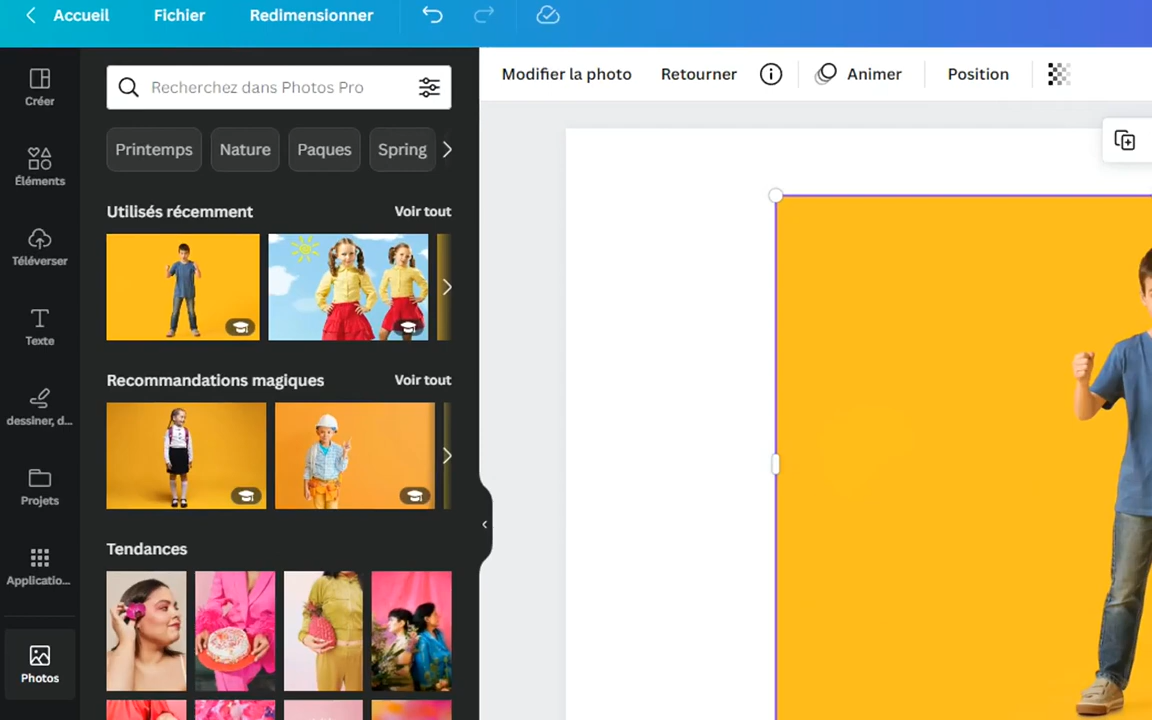 Accueil Fichier Redimensionner
Créer
Éléments
Téléverser
Texte
dessiner, d...
Projets
Applicatio...
Photos
Recherchez dans Photos Pro
Printemps Nature Paques Spring
Utilisés récemment Voir tout
Recommandations magiques Voir tout
Tendances
Modifier la photo Retourner Animer Position